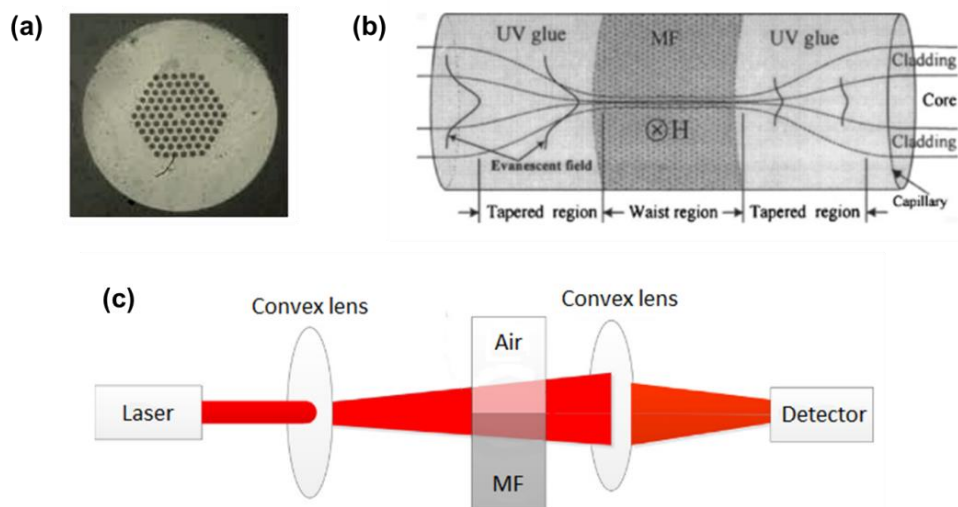 (a)
(b)
UV glue
MF
UV glue
Cladding
Core
Cladding
⊗H
Evanescent field
Capillary
Tapered region
Waist region
Tapered region
(c)
Convex lens
Convex lens
Air
Laser
Detector
MF